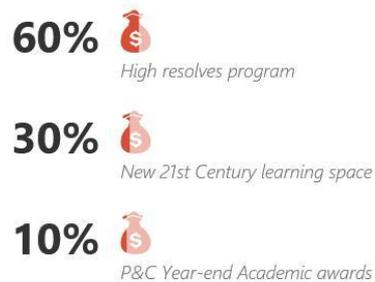 60%
$
High resolves program
30%
$
New 21st Century learning space
10%
$
P&C Year-end Academic awards